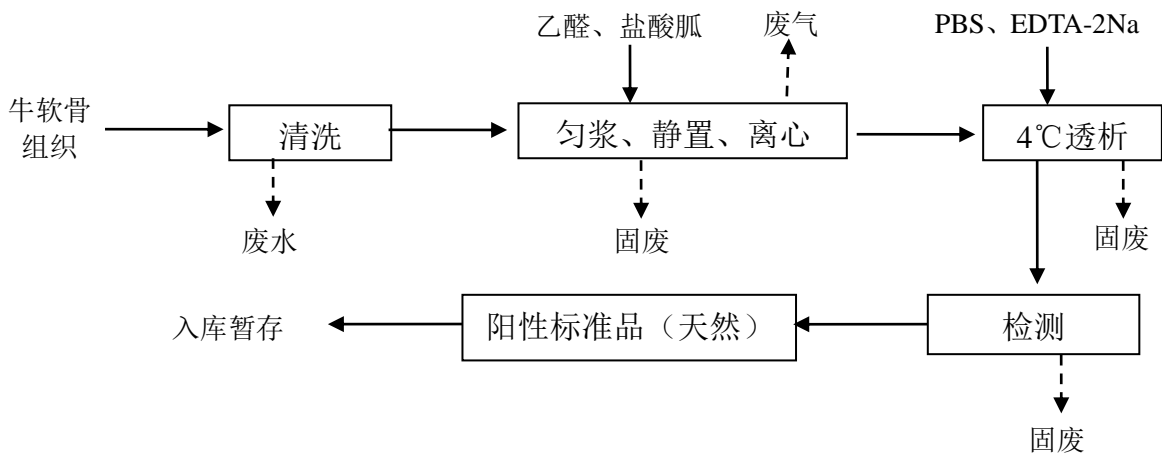 乙醛、盐酸胍
废气
PBS、EDTA-2Na
牛软骨
组织
清洗
匀浆、静置、离心
4℃透析
废水
固废
固废
入库暂存
阳性标准品（天然）
检测
固废